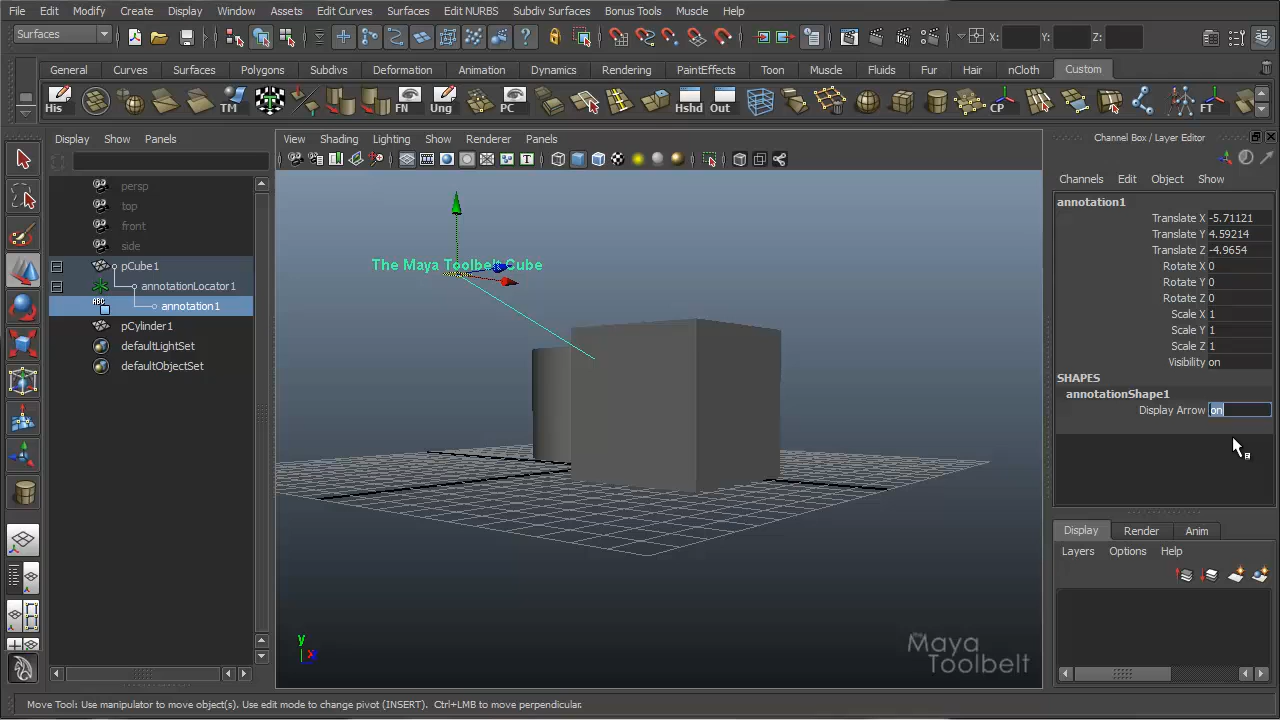 File Edit Modify Create Display Window Assets Edit Curves Surfaces Edit NURBS Subdiv Surfaces Bonus Tools Muscle Help
Surfaces X: Y: Z:
General Curves Surfaces Polygons Subdivs Deformation Animation Dynamics Rendering PaintEffects Toon Muscle Fluids Fur Hair nCloth Custom
His TM FN Ung PC Hshd Out CP FT
Display Show Panels
persp
top
front
side
pCube1
annotationLocator1
ABC annotation1
pCylinder1
defaultLightSet
defaultObjectSet
View Shading Lighting Show Renderer Panels
The Maya Toolbelt Cube
y
x
the Maya
Toolbelt
Channel Box / Layer Editor
Channels Edit Object Show
annotation1
Translate X -5.71121
Translate Y 4.59214
Translate Z -4.9654
Rotate X 0
Rotate Y 0
Rotate Z 0
Scale X 1
Scale Y 1
Scale Z 1
Visibility on
SHAPES
annotationShape1
Display Arrow on
Display Render Anim
Layers Options Help
Move Tool: Use manipulator to move object(s). Use edit mode to change pivot (INSERT). Ctrl+LMB to move perpendicular.